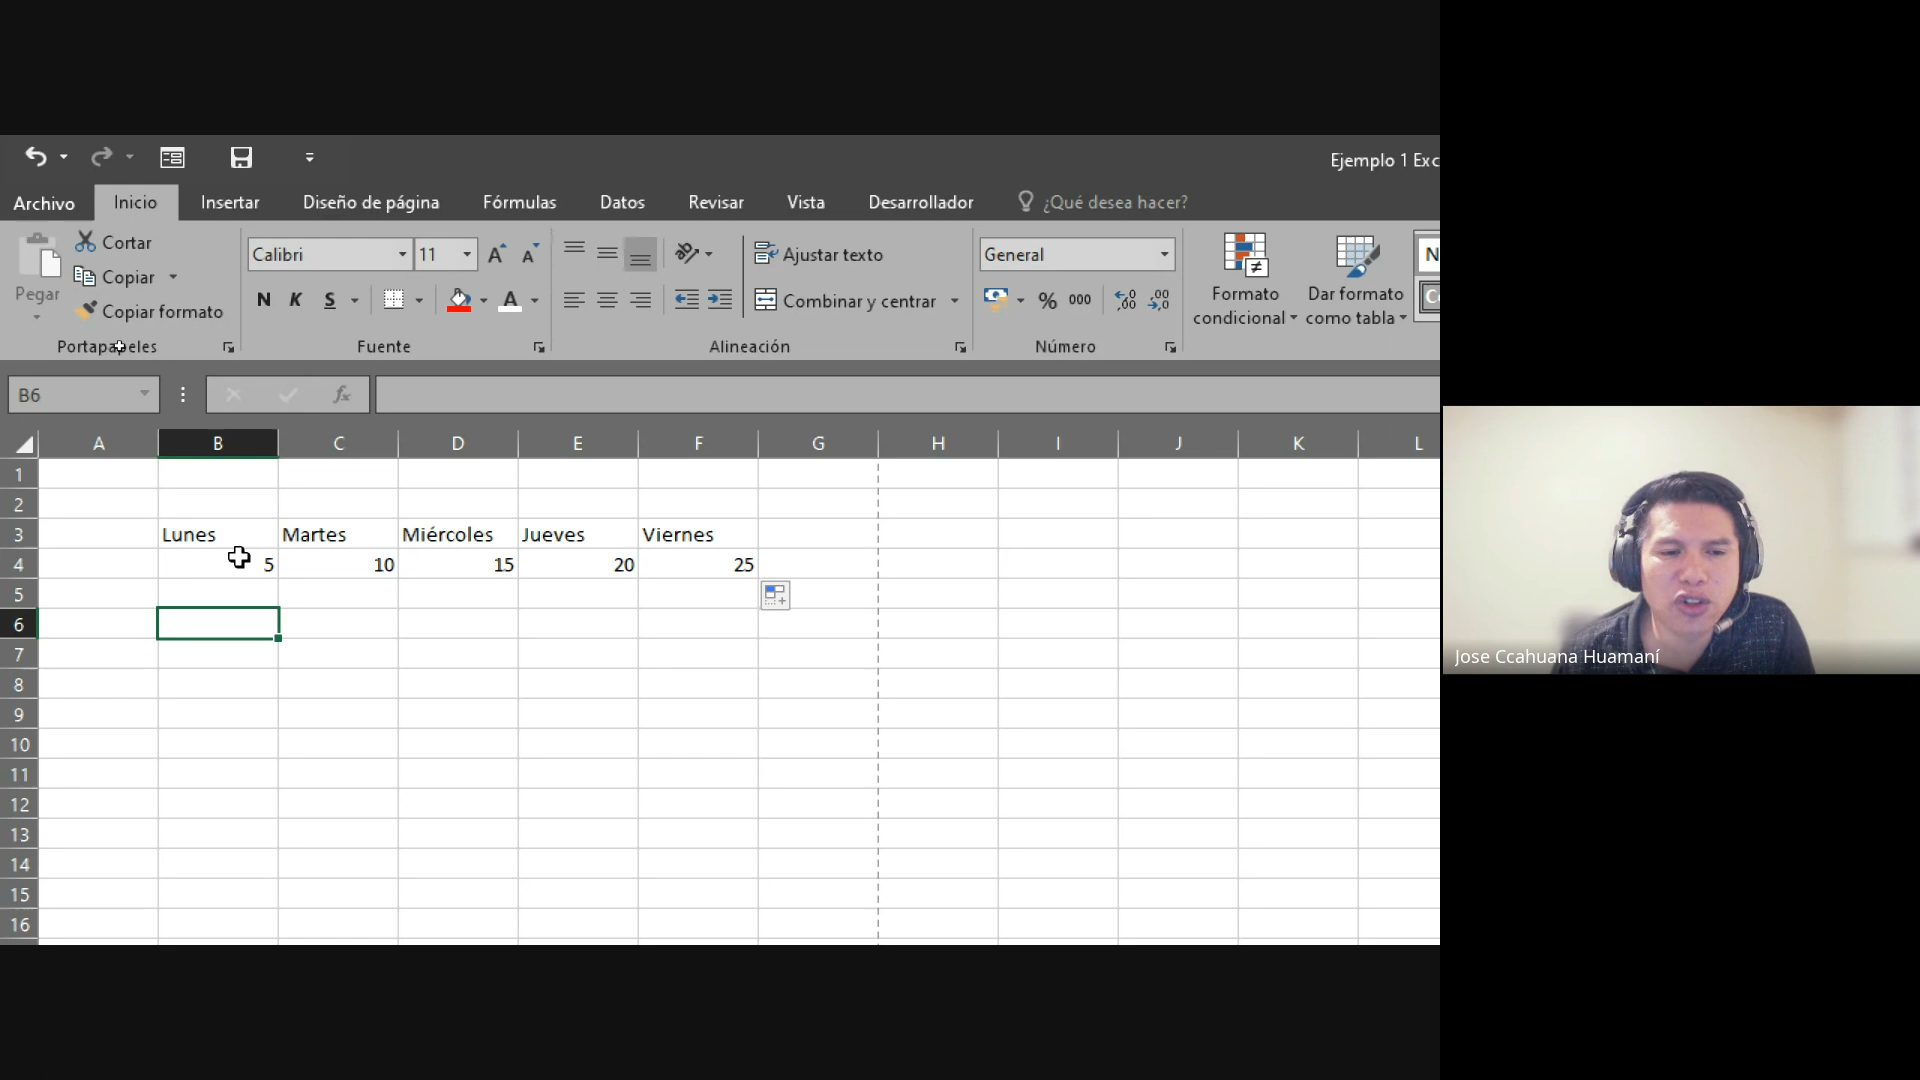 Ejemplo 1 Exc
Archivo Inicio Insertar Diseño de página Fórmulas Datos Revisar Vista Desarrollador ¿Qué desea hacer?
Cortar
Copiar
Copiar formato
Pegar
Portapapeles
Calibri 11
N K S A
Fuente
Ajustar texto
Combinar y centrar
Alineación
General
% 000
Número
Formato condicional
Dar formato como tabla
B6
fx
A B C D E F G H I J K L
1
2
3 Lunes Martes Miércoles Jueves Viernes
4 5 10 15 20 25
5
6
7
8
9
10
11
12
13
14
15
16
Jose Ccahuana Huamaní